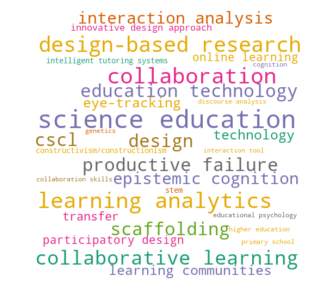 interaction analysis
innovative design approach
design-based research
online learning
intelligent tutoring systems
cognition
collaboration
education technology
eye-tracking
discourse analysis
science education
genetics
technology
cscl
design
constructivism/constructionism
interaction tool
productive failure
collaboration skills
epistemic cognition
stem
learning analytics
transfer
educational psychology
scaffolding
higher education
participatory design
primary school
collaborative learning
learning communities